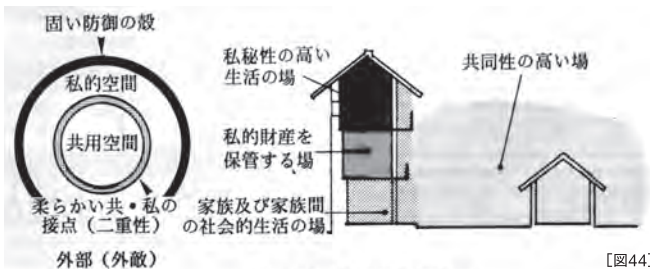 固い防御の殻
私的空間
共用空間
柔らかい共・私の
接点（二重性）
外部（外敵）
私秘性の高い
生活の場
私的財産を
保管する場
家族及び家族間
の社会的生活の場
共同性の高い場
[図44]